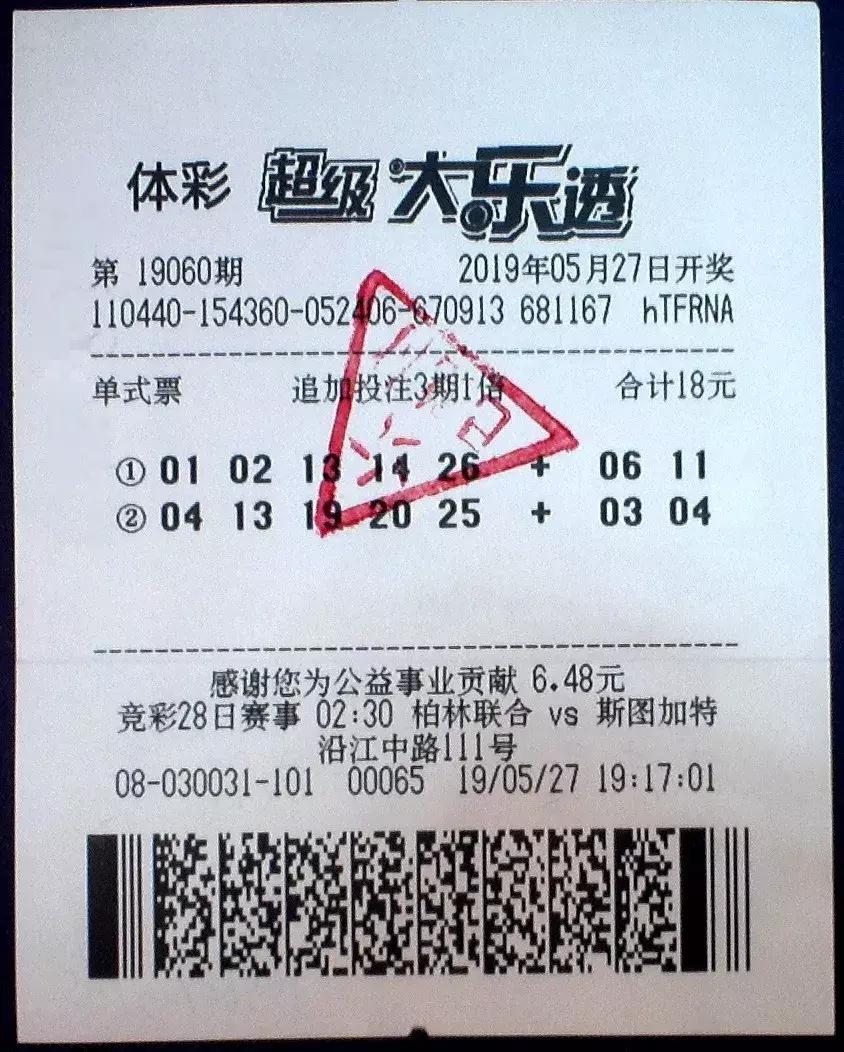 体彩 超级大乐透
第 19060期 2019年05月27日开奖
110440-154360-052406-670913 681167 hTFRNA
单式票 追加投注3期1倍 合计18元
① 01 02 13 14 26 + 06 11
② 04 13 19 20 25 + 03 04
感谢您为公益事业贡献 6.48元
竞彩28日赛事 02:30 柏林联合 vs 斯图加特
沿江中路111号
08-030031-101 00065 19/05/27 19:17:01